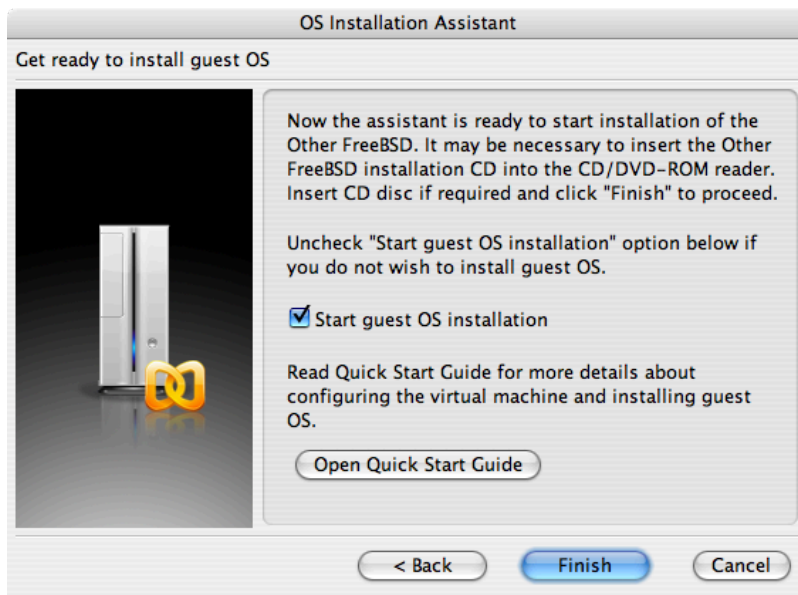 OS Installation Assistant
Get ready to install guest OS
Now the assistant is ready to start installation of the
Other FreeBSD. It may be necessary to insert the Other
FreeBSD installation CD into the CD/DVD-ROM reader.
Insert CD disc if required and click "Finish" to proceed.
Uncheck "Start guest OS installation" option below if
you do not wish to install guest OS.
Start guest OS installation
Read Quick Start Guide for more details about
configuring the virtual machine and installing guest
OS.
Open Quick Start Guide
< Back
Finish
Cancel